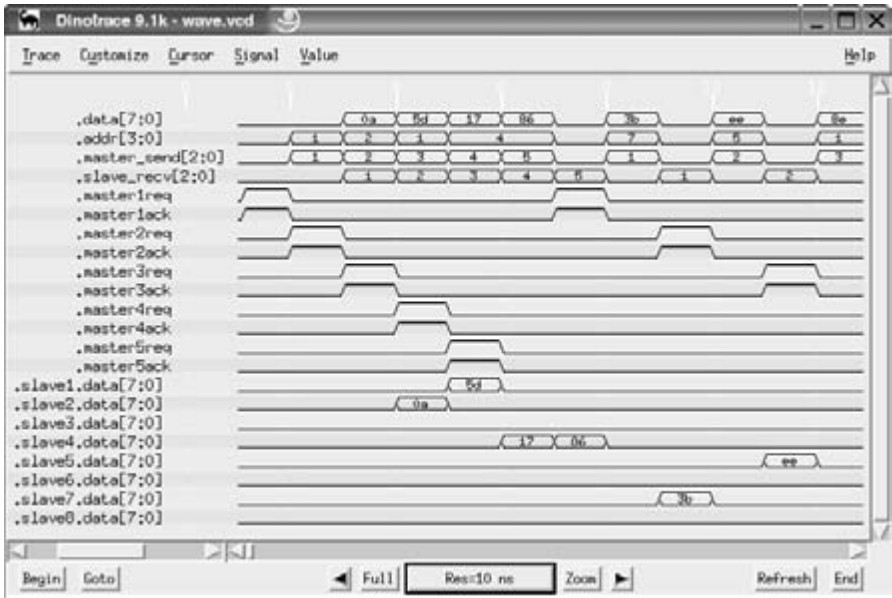 Dinotrace 9.1k - wave.vcd
Trace Customize Cursor Signal Value Help
.data[7:0] 0a 5d 17 86 3b ee 8e
.addr[3:0] 1 2 1 4 7 5 1
.master_send[2:0] 1 2 3 4 5 1 2 3
.slave_recv[2:0] 1 2 3 4 5 1 2
.master1req
.master1ack
.master2req
.master2ack
.master3req
.master3ack
.master4req
.master4ack
.master5req
.master5ack
.slave1.data[7:0] 5d
.slave2.data[7:0] 0a
.slave3.data[7:0]
.slave4.data[7:0] 17 86
.slave5.data[7:0] ee
.slave6.data[7:0]
.slave7.data[7:0] 3b
.slave8.data[7:0]
Begin Goto Full Res=10 ns Zoom Refresh End